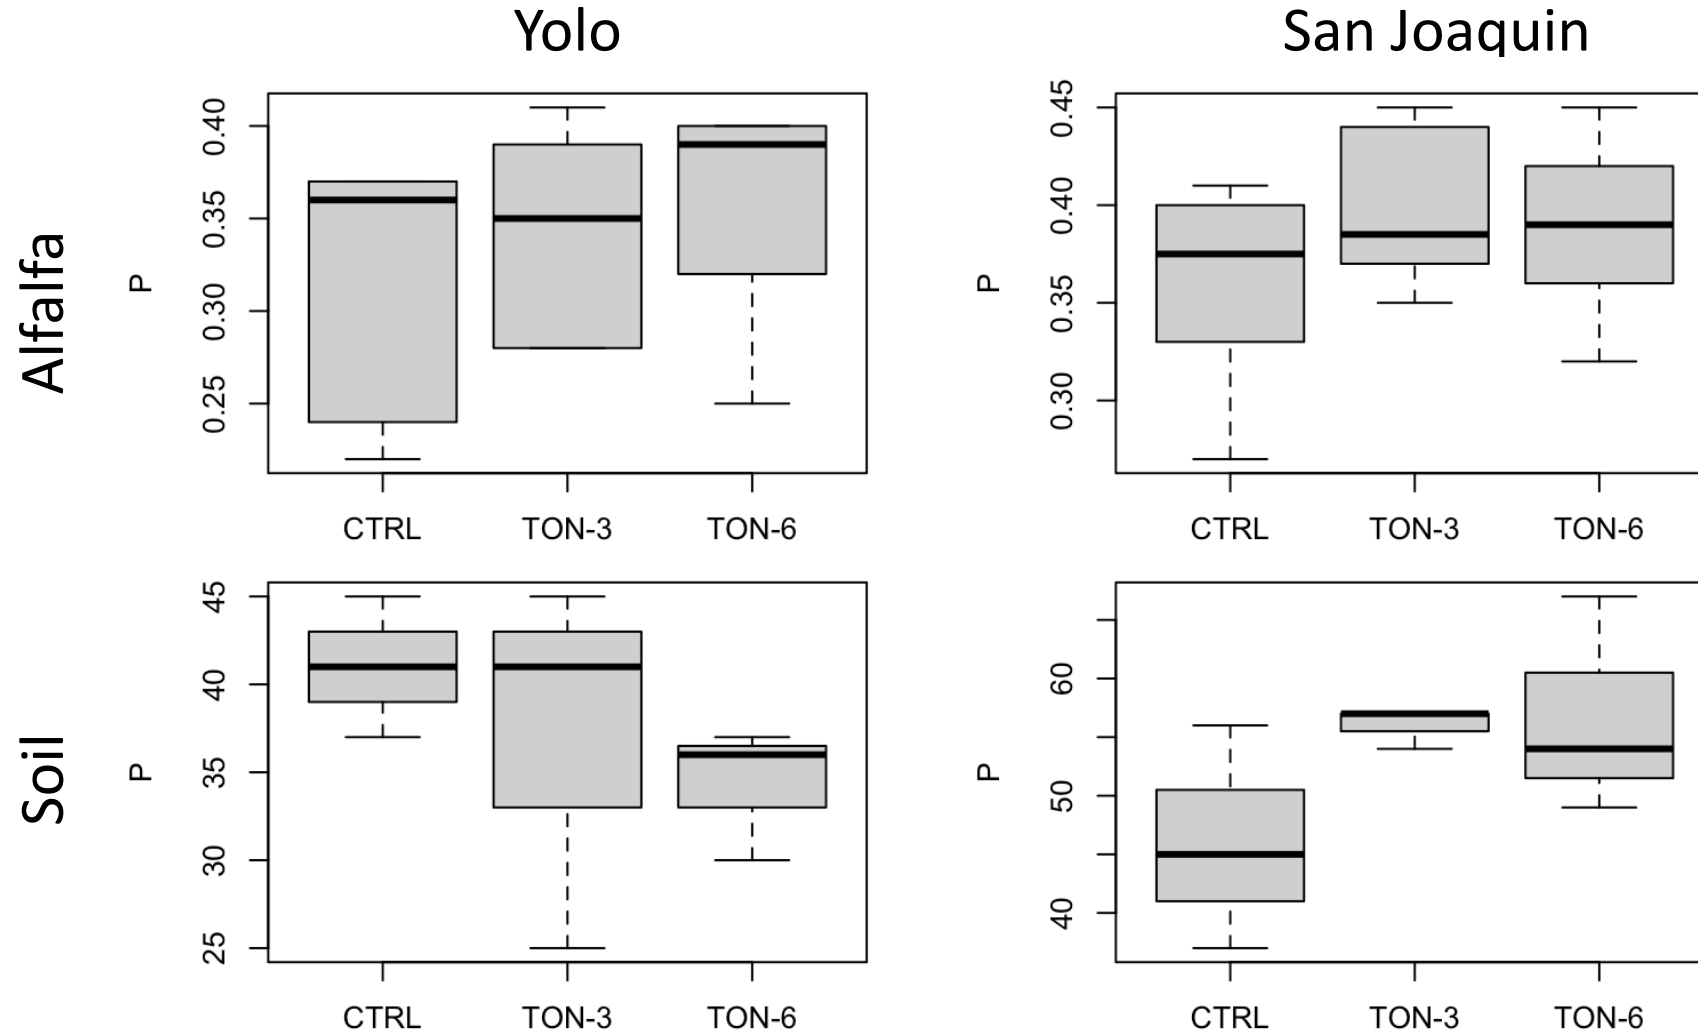 Yolo
San Joaquin
Alfalfa
P
0.40
0.35
0.30
0.25
CTRL
TON-3
TON-6
P
0.45
0.40
0.35
0.30
CTRL
TON-3
TON-6
Soil
P
45
40
35
30
25
CTRL
TON-3
TON-6
P
60
50
40
CTRL
TON-3
TON-6